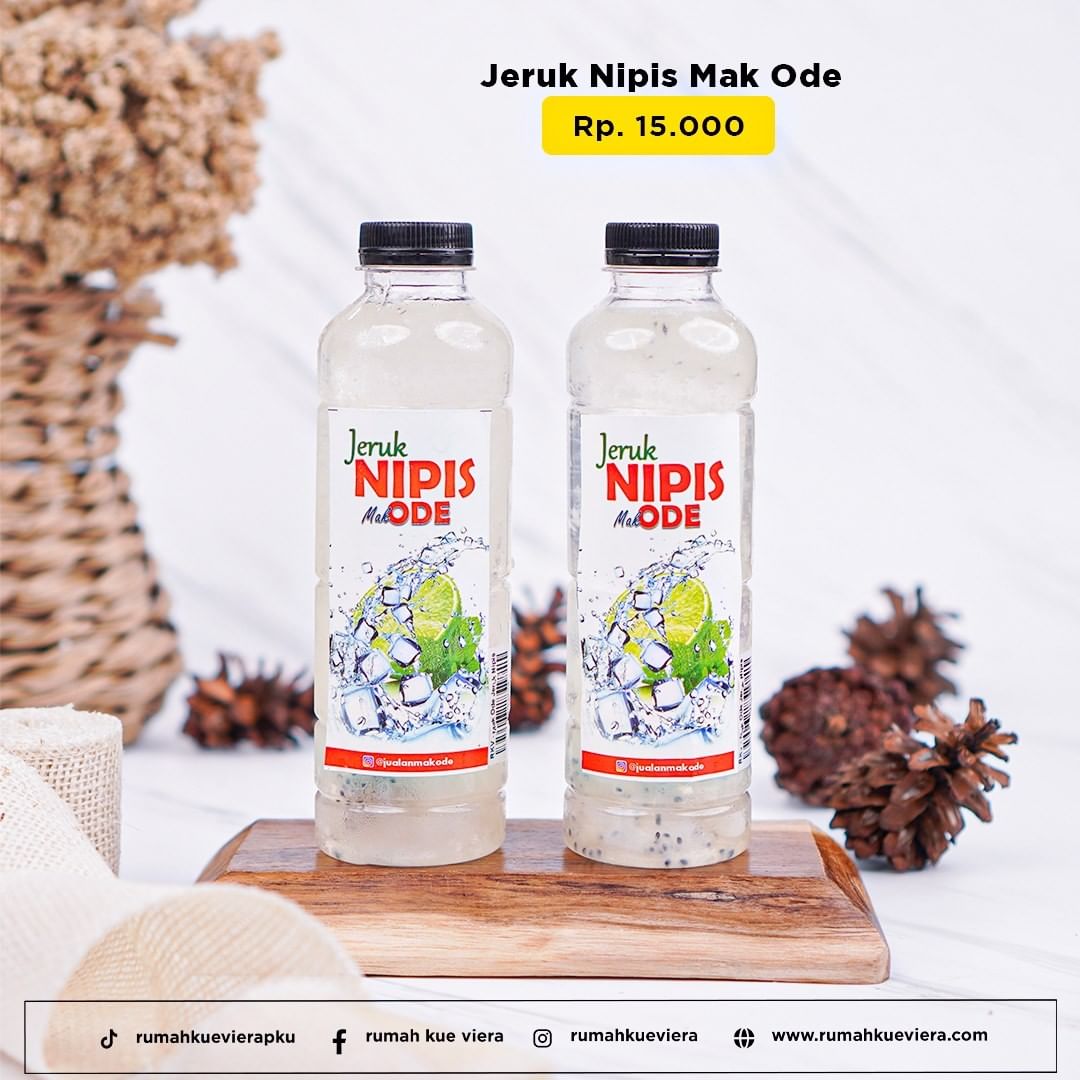 Jeruk Nipis Mak Ode
Rp. 15.000
Jeruk
NIPIS
Mak ODE
@jualanmakode
Jeruk
NIPIS
Mak ODE
@jualanmakode
rumahkuevierapku
rumah kue viera
rumahkueviera
www.rumahkueviera.com